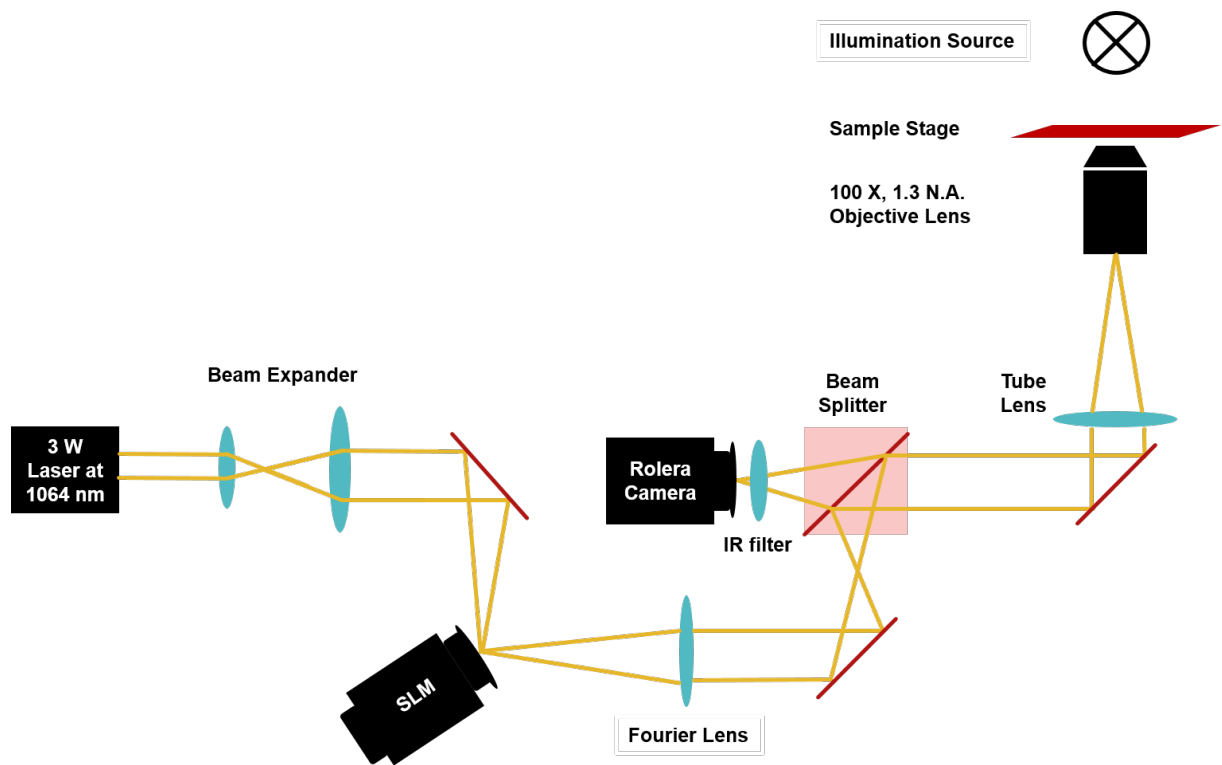 Illumination Source
Sample Stage
100 X, 1.3 N.A.
Objective Lens
Beam Expander
Beam
Splitter
Tube
Lens
3 W
Laser at
1064 nm
Rolera
Camera
IR filter
SLM
Fourier Lens